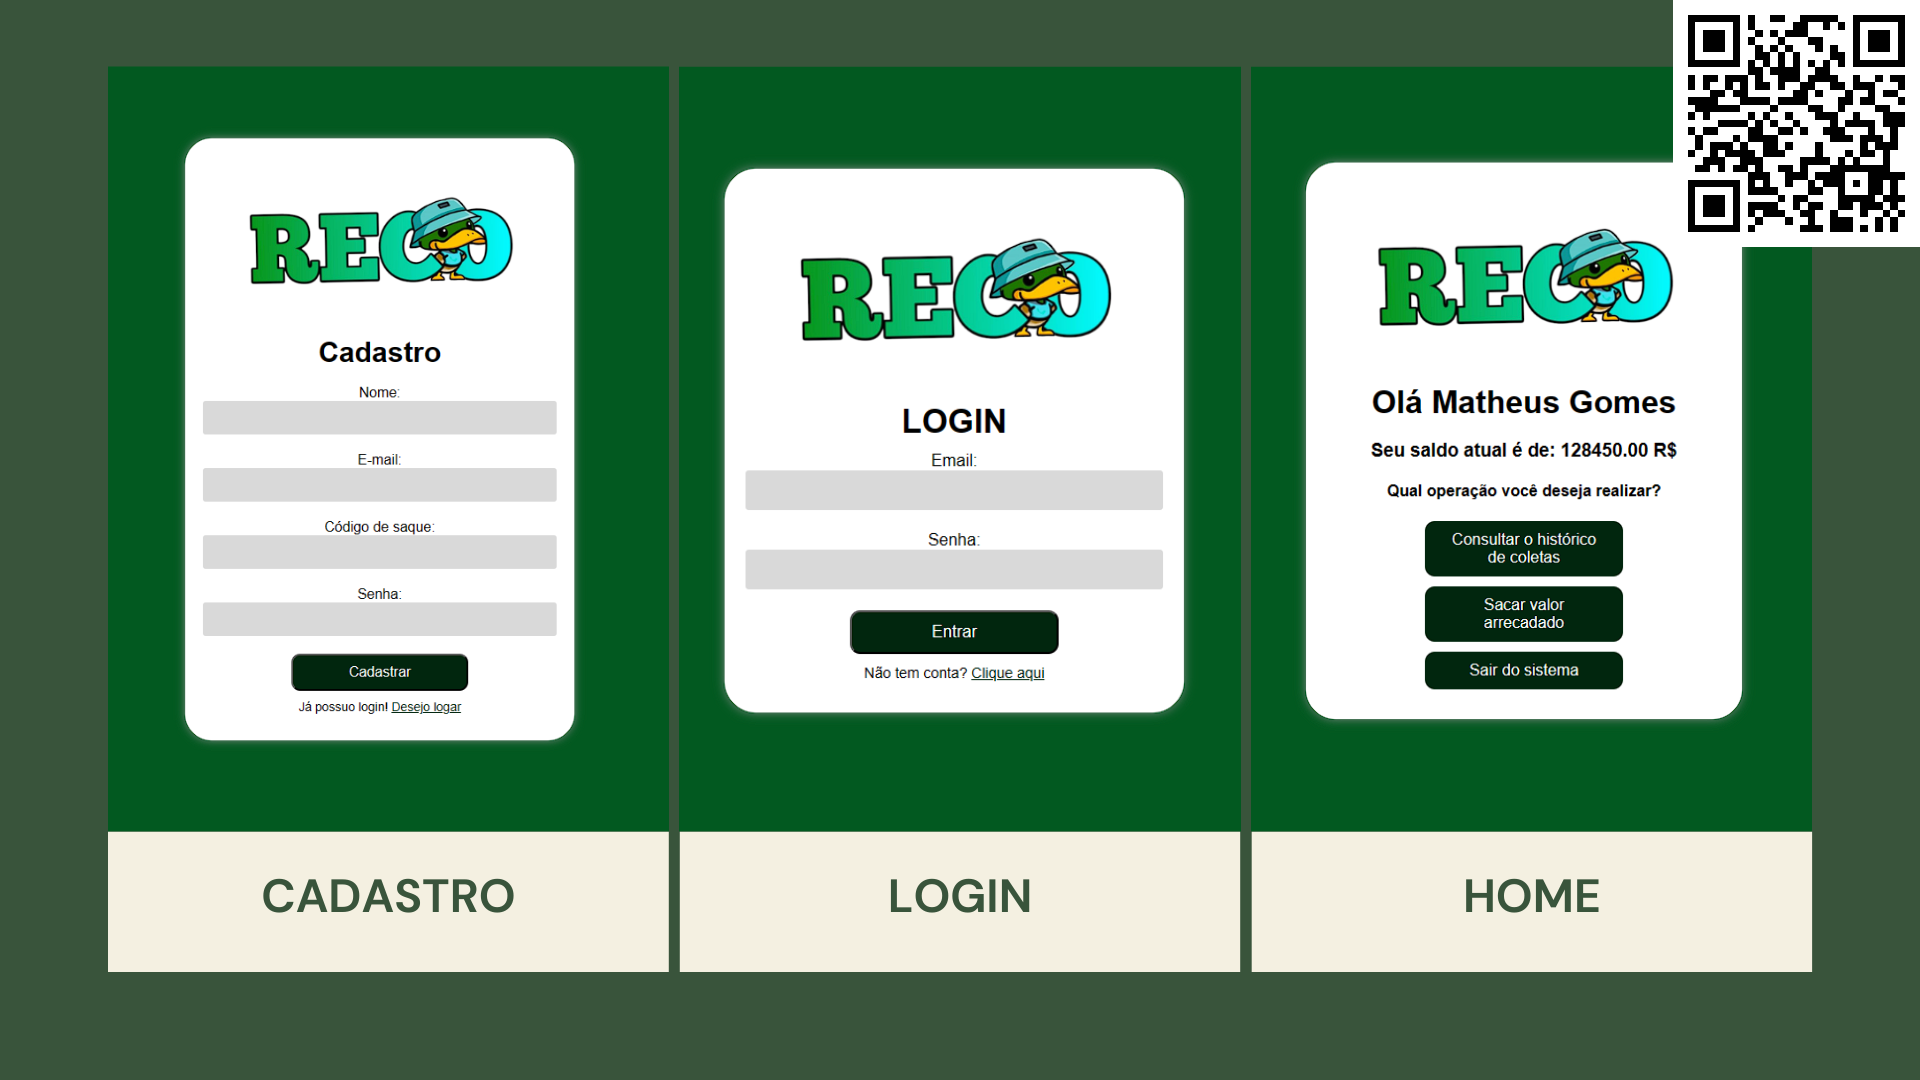 RECO
Cadastro
Nome:
E-mail:
Código de saque:
Senha:
Cadastrar
Já possuo login! Desejo logar
CADASTRO
RECO
LOGIN
Email:
Senha:
Entrar
Não tem conta? Clique aqui
LOGIN
RECO
Olá Matheus Gomes
Seu saldo atual é de: 128450.00 R$
Qual operação você deseja realizar?
Consultar o histórico
de coletas
Sacar valor
arrecadado
Sair do sistema
HOME